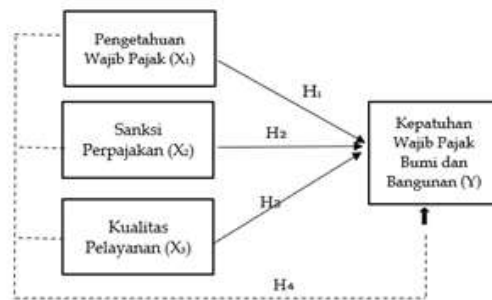 Pengetahuan
Wajib Pajak (X₁)
H₁
Sanksi
Perpajakan (X₂)
H₂
Kepatuhan
Wajib Pajak
Bumi dan
Bangunan (Y)
Kualitas
Pelayanan (X₃)
H₃
H₄